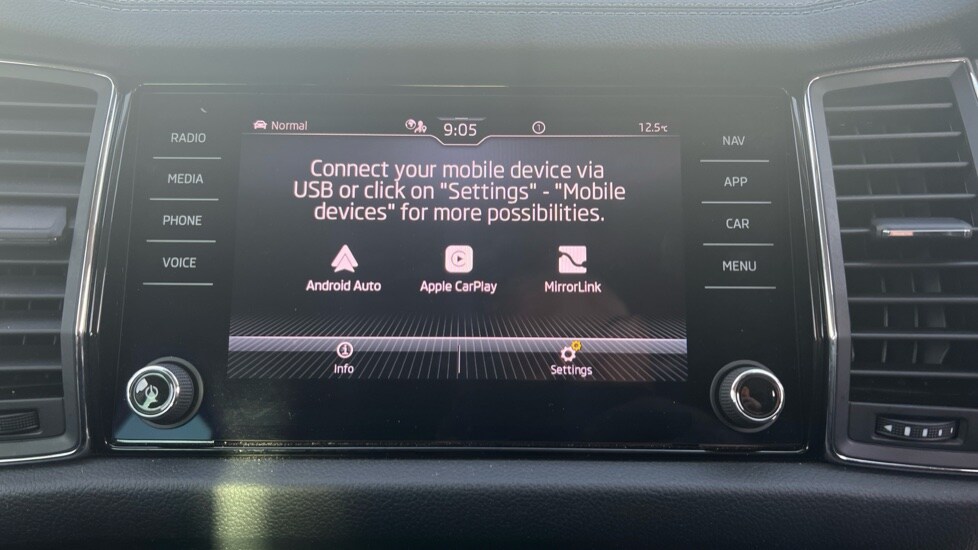 Normal
9:05
1
12.5°C
RADIO
MEDIA
PHONE
VOICE
Connect your mobile device via
USB or click on "Settings" - "Mobile
devices" for more possibilities.
Android Auto
Apple CarPlay
MirrorLink
Info
Settings
NAV
APP
CAR
MENU